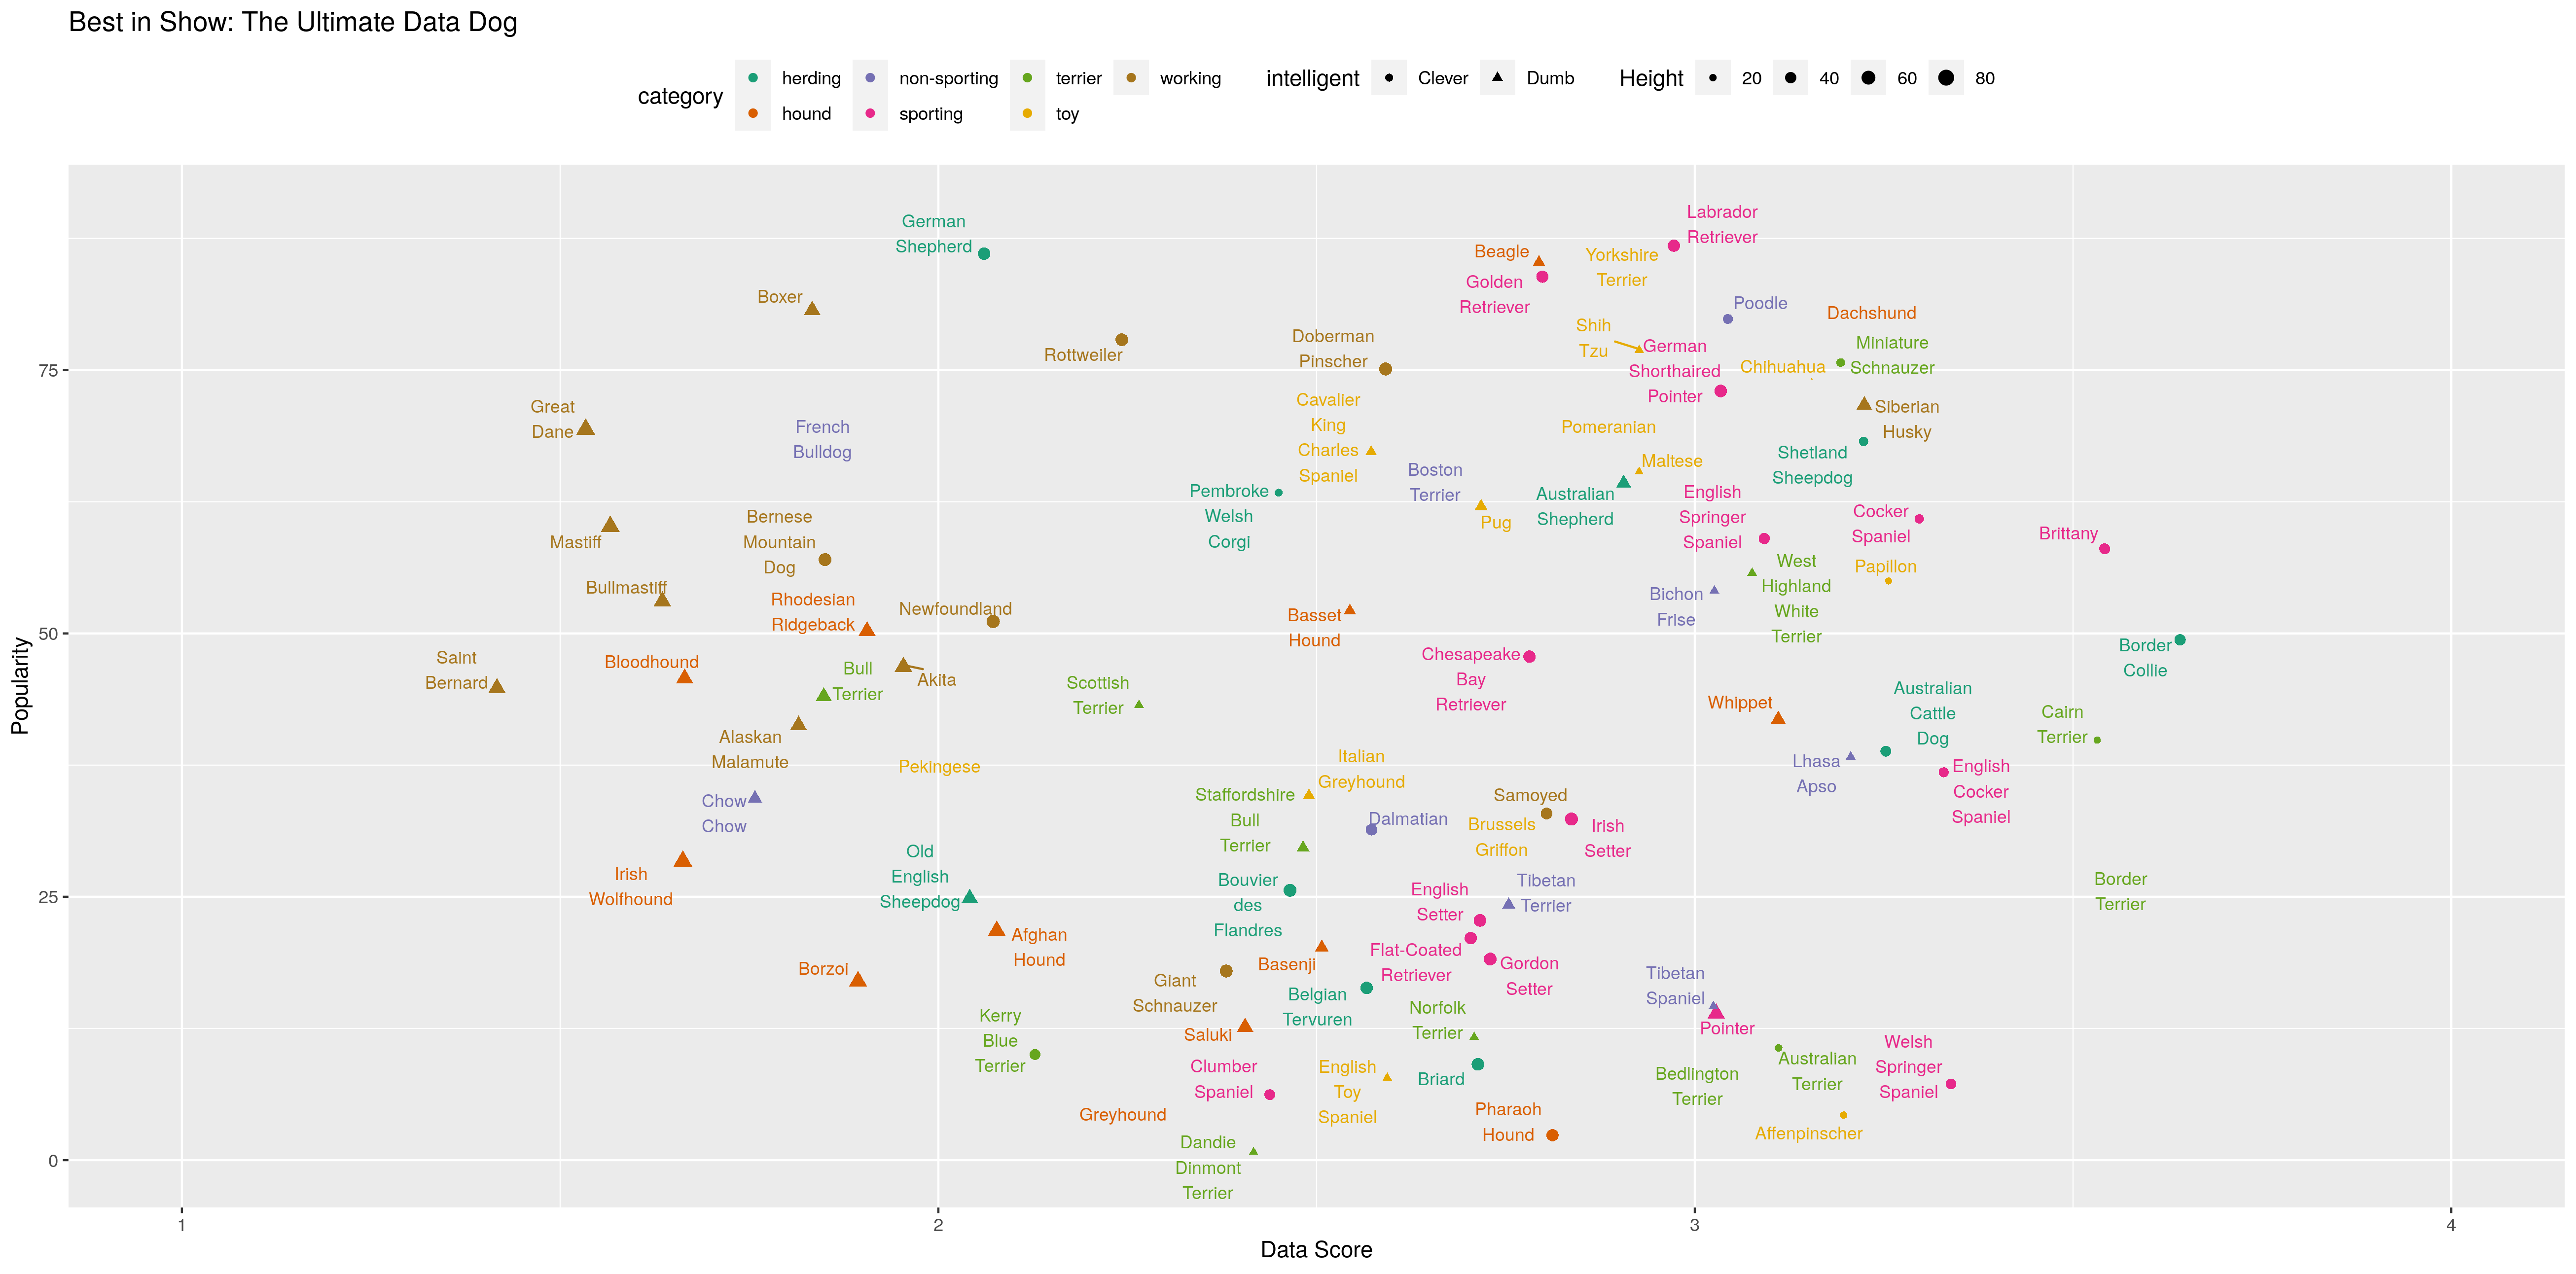 Best in Show: The Ultimate Data Dog
category
herding
non-sporting
terrier
working
hound
sporting
toy
intelligent
Clever
Dumb
Height
20
40
60
80
Popularity
75
50
25
0
German
Shepherd
Labrador
Retriever
Beagle
Yorkshire
Terrier
Golden
Retriever
Boxer
Poodle
Dachshund
Rottweiler
Doberman
Pinscher
Shih
Tzu
German
Shorthaired
Pointer
Miniature
Schnauzer
Chihuahua
Great
Dane
French
Bulldog
Cavalier
King
Charles
Spaniel
Pomeranian
Siberian
Husky
Shetland
Sheepdog
Boston
Terrier
Maltese
Pembroke
Welsh
Corgi
Pug
Australian
Shepherd
English
Springer
Spaniel
Cocker
Spaniel
Brittany
Mastiff
Bernese
Mountain
Dog
West
Highland
White
Terrier
Papillon
Bullmastiff
Rhodesian
Ridgeback
Newfoundland
Basset
Hound
Bichon
Frise
Border
Collie
Saint
Bernard
Bloodhound
Bull
Terrier
Akita
Scottish
Terrier
Chesapeake
Bay
Retriever
Whippet
Australian
Cattle
Dog
Cairn
Terrier
Alaskan
Malamute
Pekingese
Italian
Greyhound
Lhasa
Apso
English
Cocker
Spaniel
Chow
Chow
Staffordshire
Bull
Terrier
Dalmatian
Samoyed
Brussels
Griffon
Irish
Setter
Irish
Wolfhound
Old
English
Sheepdog
Bouvier
des
Flandres
English
Setter
Tibetan
Terrier
Border
Terrier
Afghan
Hound
Borzoi
Giant
Schnauzer
Basenji
Flat-Coated
Retriever
Gordon
Setter
Belgian
Tervuren
Tibetan
Spaniel
Pointer
Kerry
Blue
Terrier
Saluki
Norfolk
Terrier
Clumber
Spaniel
English
Toy
Spaniel
Briard
Bedlington
Terrier
Australian
Terrier
Welsh
Springer
Spaniel
Greyhound
Pharaoh
Hound
Affenpinscher
Dandie
Dinmont
Terrier
1
2
3
4
Data Score